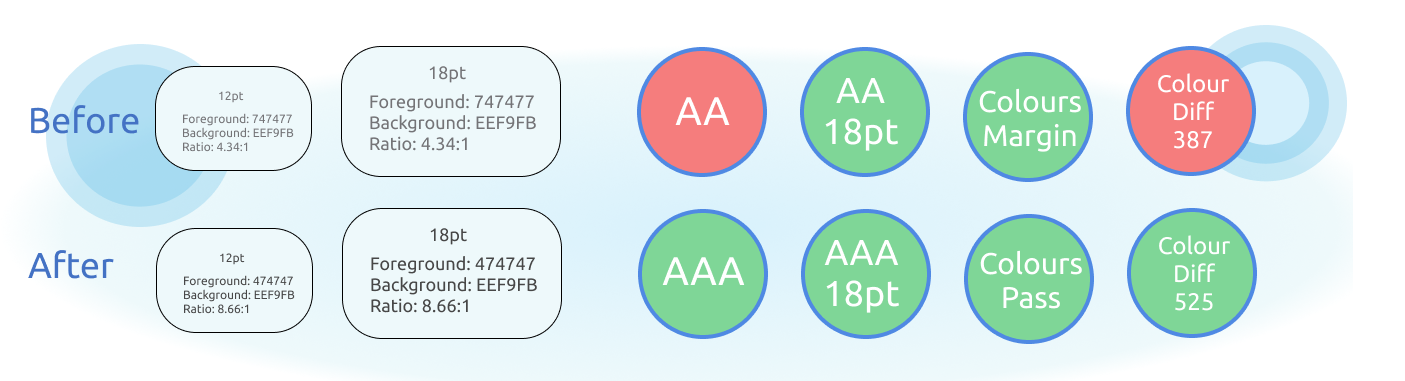 Before
12pt
Foreground: 747477
Background: EEF9FB
Ratio: 4.34:1
18pt
Foreground: 747477
Background: EEF9FB
Ratio: 4.34:1
AA
AA
18pt
Colours
Margin
Colour
Diff
387
After
12pt
Foreground: 474747
Background: EEF9FB
Ratio: 8.66:1
18pt
Foreground: 474747
Background: EEF9FB
Ratio: 8.66:1
AAA
AAA
18pt
Colours
Pass
Colour
Diff
525